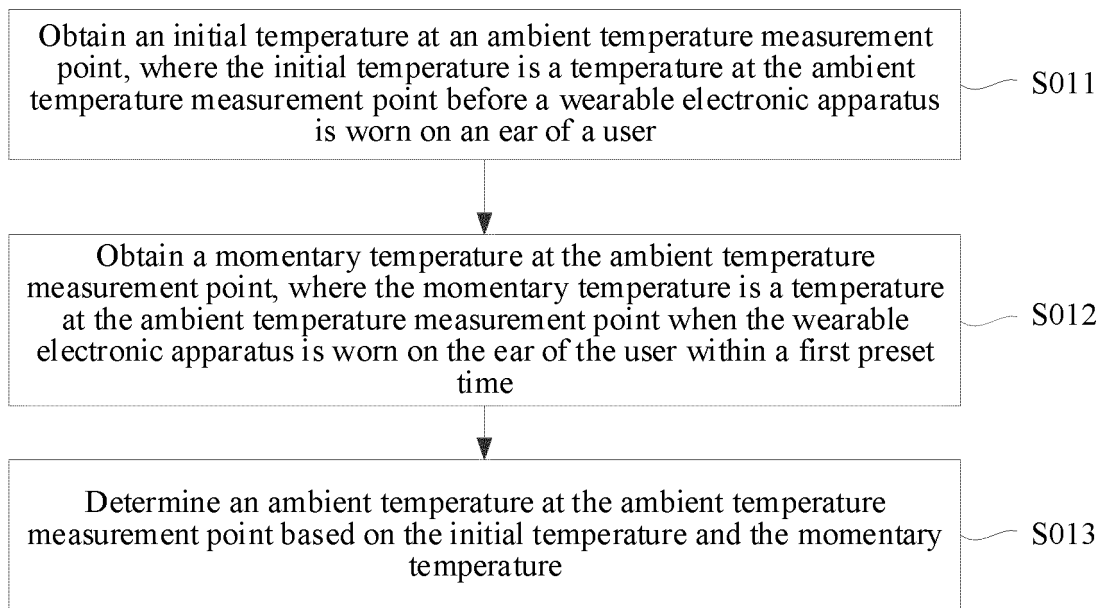 Obtain an initial temperature at an ambient temperature measurement
point, where the initial temperature is a temperature at the ambient
temperature measurement point before a wearable electronic apparatus
is worn on an ear of a user
S011
Obtain a momentary temperature at the ambient temperature
measurement point, where the momentary temperature is a temperature
at the ambient temperature measurement point when the wearable
electronic apparatus is worn on the ear of the user within a first preset
time
S012
Determine an ambient temperature at the ambient temperature
measurement point based on the initial temperature and the momentary
temperature
S013